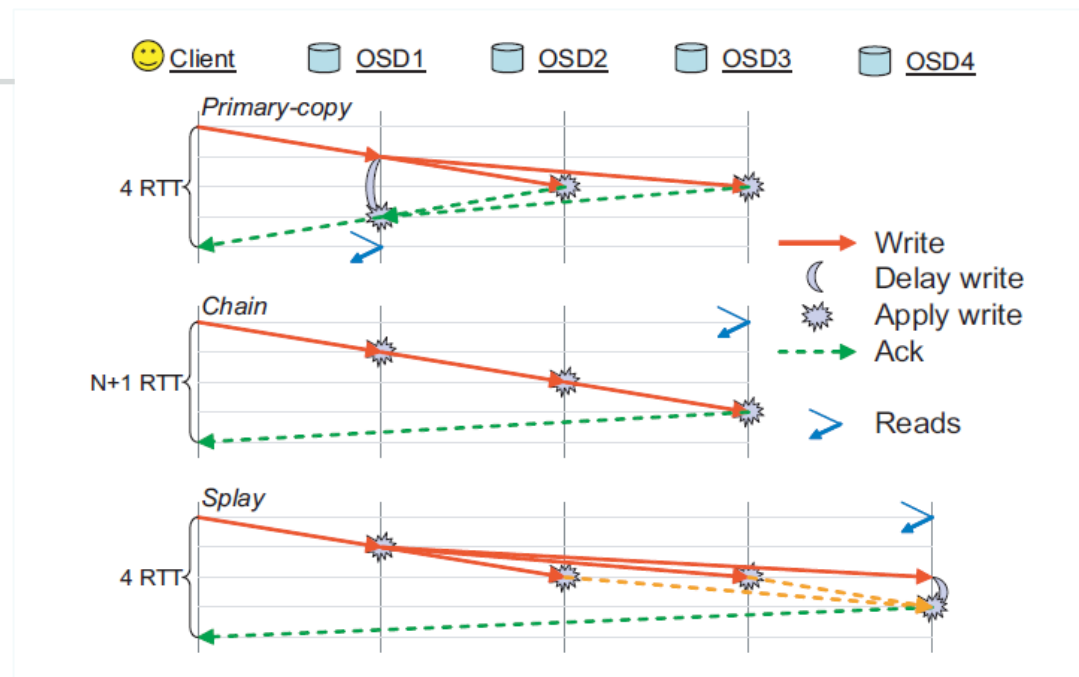 Client OSD1 OSD2 OSD3 OSD4
Primary-copy
4 RTT
Write
Delay write
Apply write
Ack
Reads
Chain
N+1 RTT
Splay
4 RTT